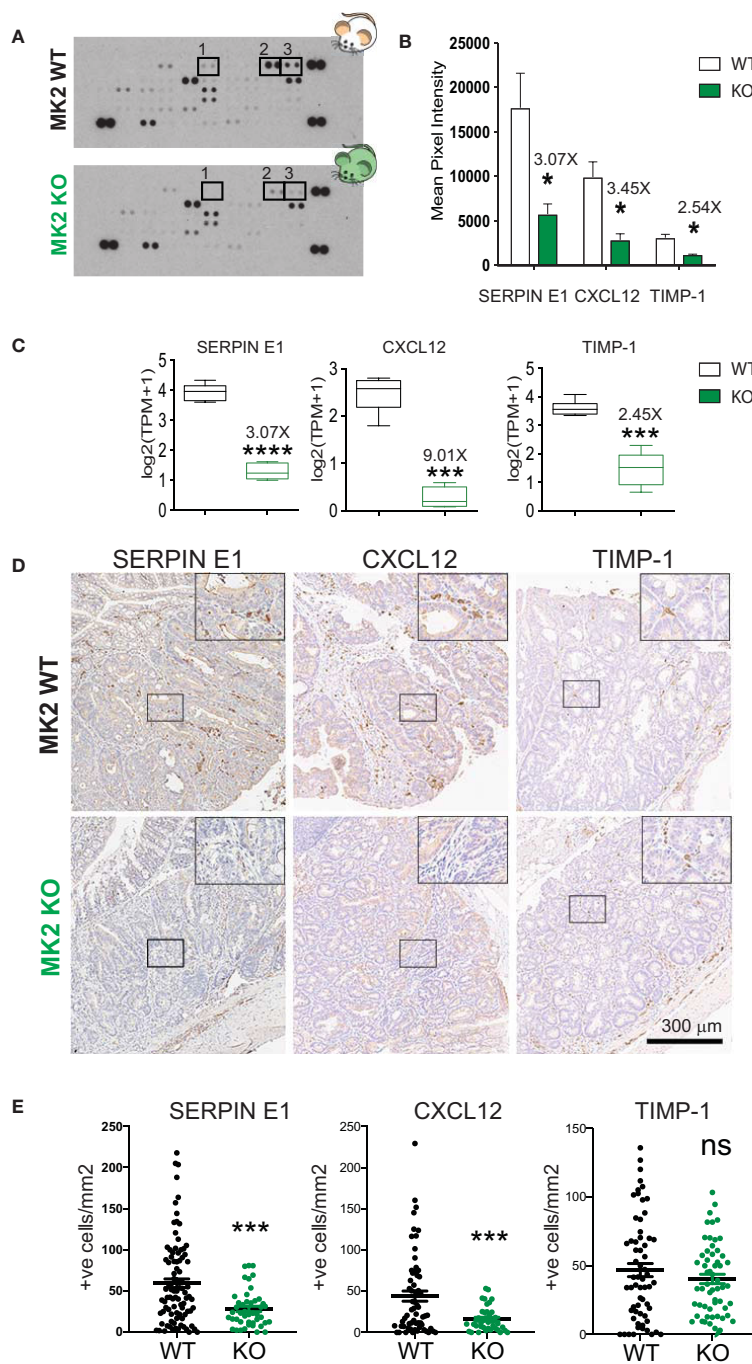 A
MK2 WT
1
2
3
MK2 KO
1
2
3
B
Mean Pixel Intensity
25000
20000
15000
10000
5000
0
3.07X
*
3.45X
*
2.54X
*
SERPIN E1
CXCL12
TIMP-1
WT
KO
C
SERPIN E1
log2(TPM+1)
5
4
3
2
1
0
3.07X
****
CXCL12
log2(TPM+1)
3
2
1
0
9.01X
***
TIMP-1
log2(TPM+1)
5
4
3
2
1
0
2.45X
***
WT
KO
D
SERPIN E1
CXCL12
TIMP-1
MK2 WT
MK2 KO
300 μm
E
SERPIN E1
+ve cells/mm2
250
200
150
100
50
0
***
WT
KO
CXCL12
+ve cells/mm2
250
200
150
100
50
0
***
WT
KO
TIMP-1
+ve cells/mm2
150
100
50
0
ns
WT
KO